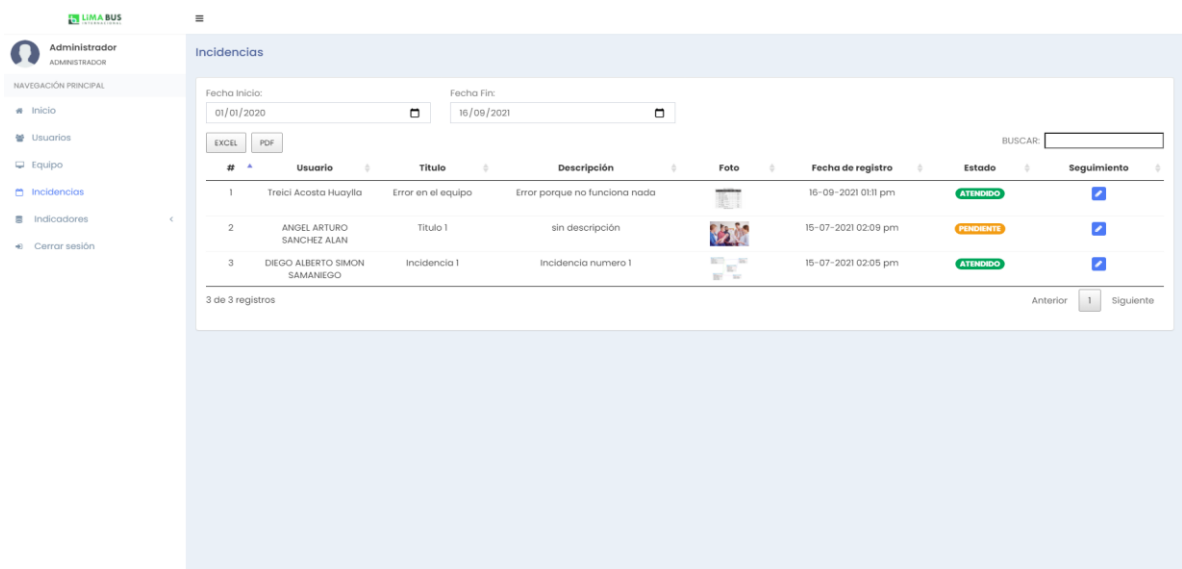 LIMA BUS
INTERNACIONAL
Administrador
ADMINISTRADOR
NAVEGACIÓN PRINCIPAL
Inicio
Usuarios
Equipo
Incidencias
Indicadores
Cerrar sesión
Incidencias
Fecha Inicio: Fecha Fin:
01/01/2020 16/09/2021
EXCEL PDF BUSCAR:
# Usuario Titulo Descripción Foto Fecha de registro Estado Seguimiento
1 Treici Acosta Huaylla Error en el equipo Error porque no funciona nada 16-09-2021 01:11 pm ATENDIDO
2 ANGEL ARTURO SANCHEZ ALAN Titulo 1 sin descripción 15-07-2021 02:09 pm PENDIENTE
3 DIEGO ALBERTO SIMON SAMANIEGO Incidencia 1 Incidencia numero 1 15-07-2021 02:05 pm ATENDIDO
3 de 3 registros Anterior 1 Siguiente